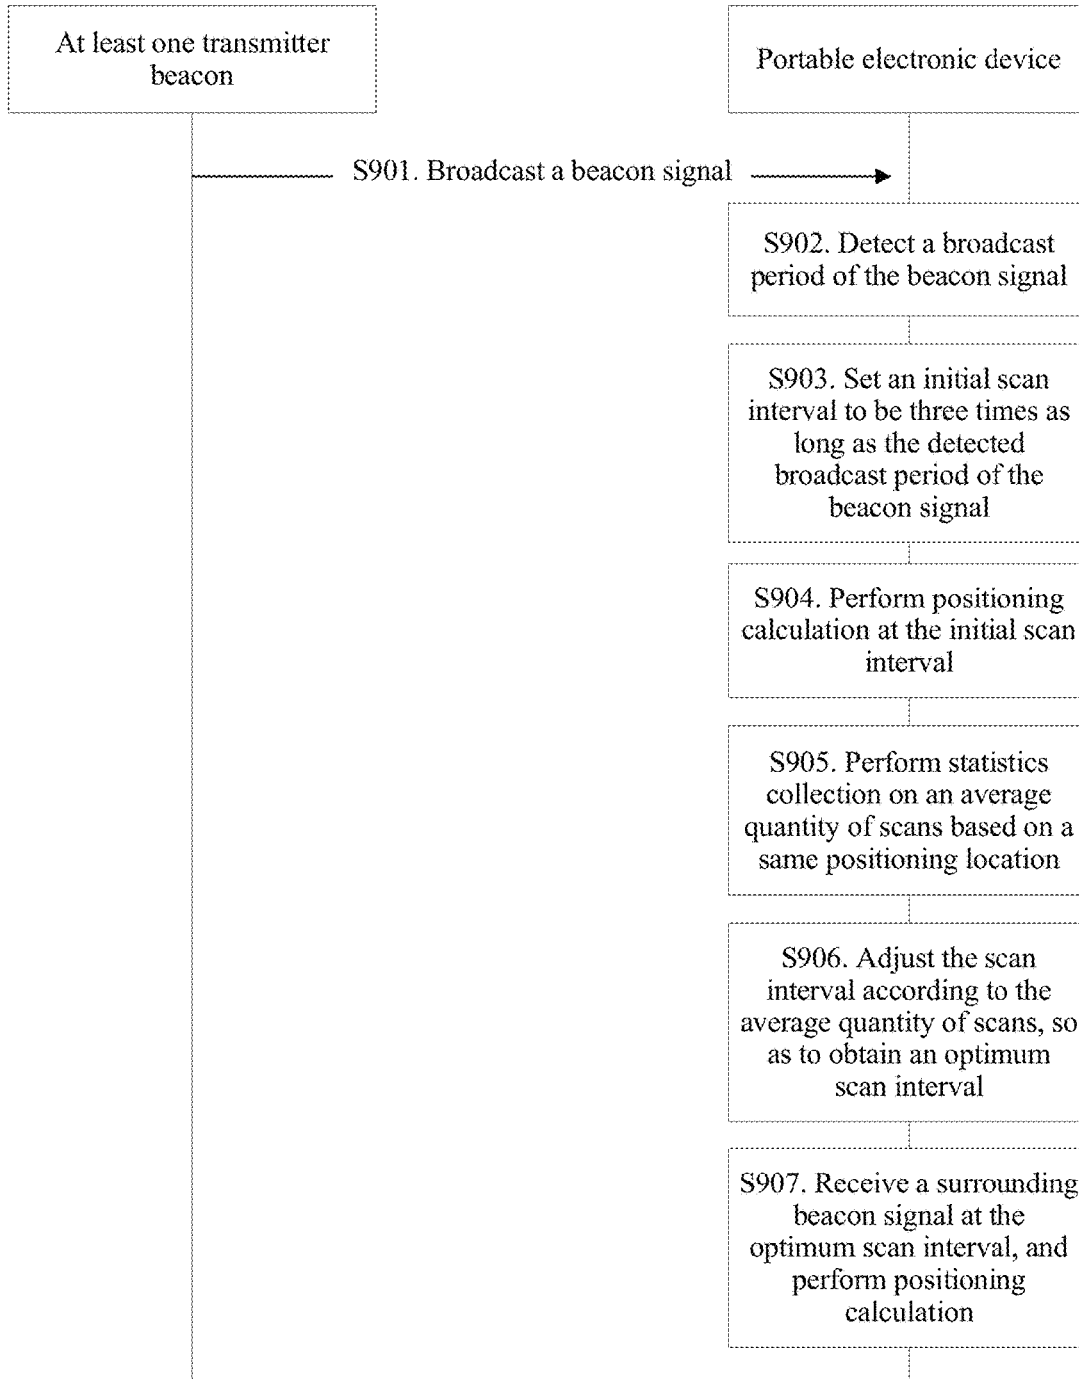 At least one transmitter
beacon
Portable electronic device
S901. Broadcast a beacon signal
S902. Detect a broadcast
period of the beacon signal
S903. Set an initial scan
interval to be three times as
long as the detected
broadcast period of the
beacon signal
S904. Perform positioning
calculation at the initial scan
interval
S905. Perform statistics
collection on an average
quantity of scans based on a
same positioning location
S906. Adjust the scan
interval according to the
average quantity of scans, so
as to obtain an optimum
scan interval
S907. Receive a surrounding
beacon signal at the
optimum scan interval, and
perform positioning
calculation